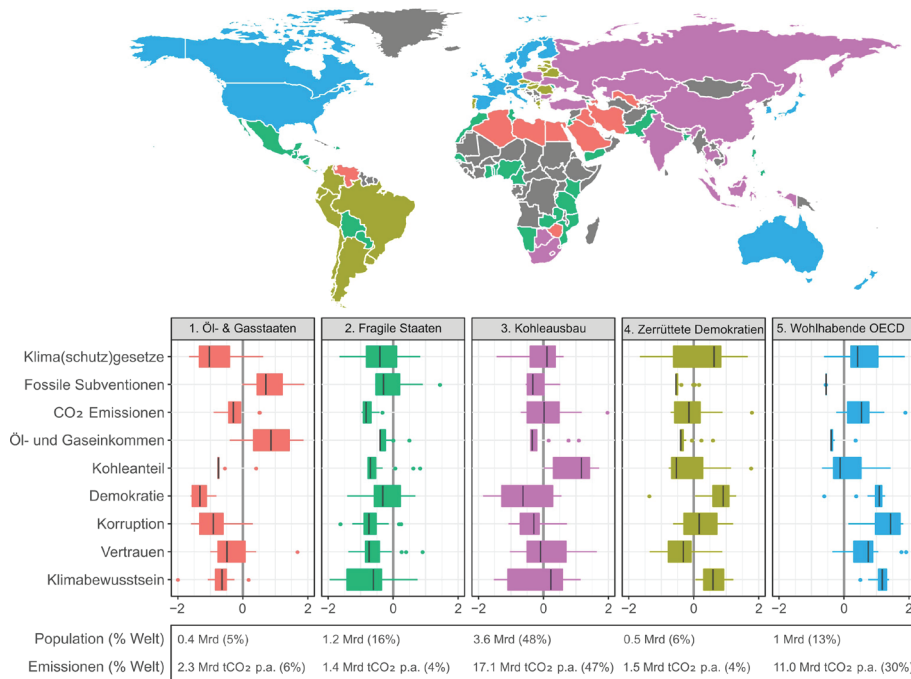 1. Öl- & Gasstaaten 2. Fragile Staaten 3. Kohleausbau 4. Zerrüttete Demokratien 5. Wohlhabende OECD
Klima(schutz)gesetze
Fossile Subventionen
CO₂ Emissionen
Öl- und Gaseinkommen
Kohleanteil
Demokratie
Korruption
Vertrauen
Klimabewusstsein
−2 0 2 −2 0 2 −2 0 2 −2 0 2 −2 0 2
Population (% Welt) 0.4 Mrd (5%) 1.2 Mrd (16%) 3.6 Mrd (48%) 0.5 Mrd (6%) 1 Mrd (13%)
Emissionen (% Welt) 2.3 Mrd tCO₂ p.a. (6%) 1.4 Mrd tCO₂ p.a. (4%) 17.1 Mrd tCO₂ p.a. (47%) 1.5 Mrd tCO₂ p.a. (4%) 11.0 Mrd tCO₂ p.a. (30%)